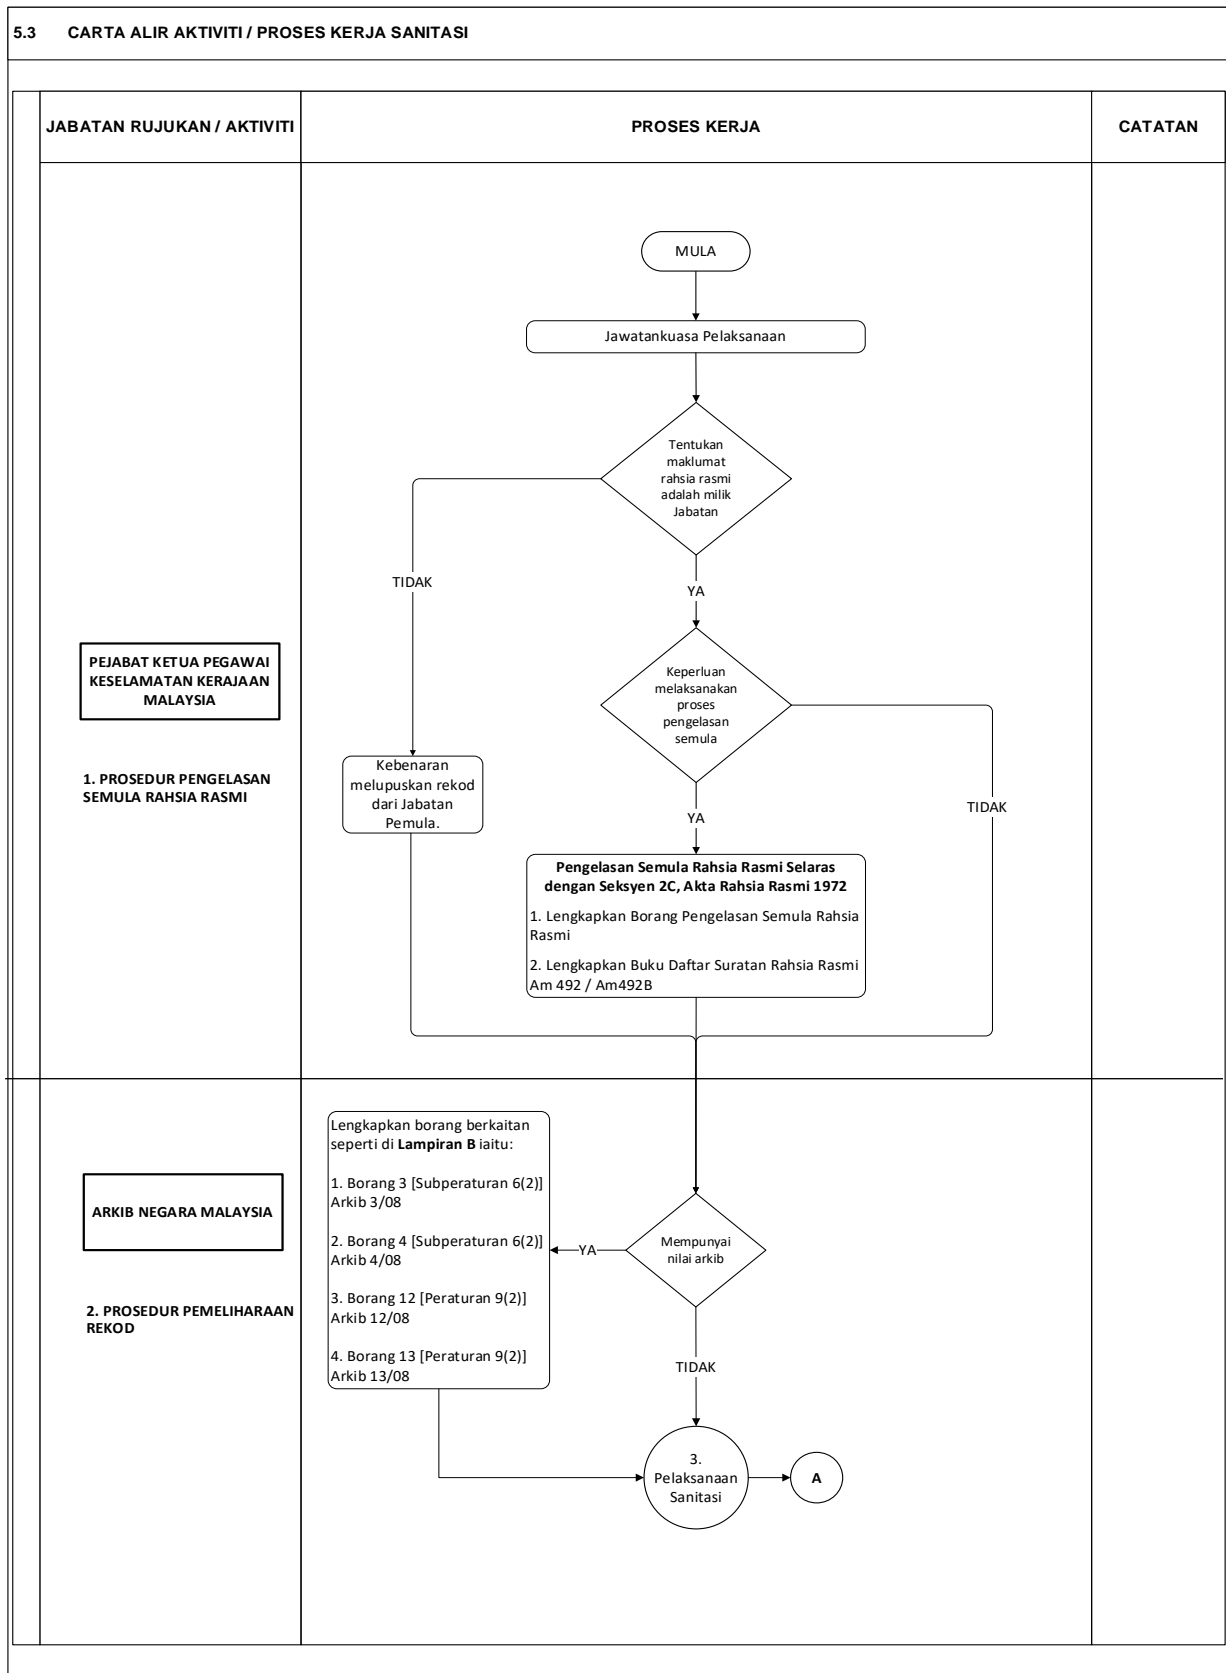 5.3 CARTA ALIR AKTIVITI / PROSES KERJA SANITASI
JABATAN RUJUKAN / AKTIVITI
PROSES KERJA
CATATAN
MULA
Jawatankuasa Pelaksanaan
Tentukan
maklumat
rahsia rasmi
adalah milik
Jabatan
TIDAK
YA
PEJABAT KETUA PEGAWAI
KESELAMATAN KERAJAAN
MALAYSIA
1. PROSEDUR PENGELASAN
SEMULA RAHSIA RASMI
Keperluan
melaksanakan
proses
pengelasan
semula
Kebenaran
melupuskan rekod
dari Jabatan
Pemula.
YA
TIDAK
Pengelasan Semula Rahsia Rasmi Selaras
dengan Seksyen 2C, Akta Rahsia Rasmi 1972
1. Lengkapkan Borang Pengelasan Semula Rahsia
Rasmi
2. Lengkapkan Buku Daftar Suratan Rahsia Rasmi
Am 492 / Am492B
ARKIB NEGARA MALAYSIA
2. PROSEDUR PEMELIHARAAN
REKOD
Lengkapkan borang berkaitan
seperti di Lampiran B iaitu:
1. Borang 3 [Subperaturan 6(2)]
Arkib 3/08
2. Borang 4 [Subperaturan 6(2)]
Arkib 4/08
3. Borang 12 [Peraturan 9(2)]
Arkib 12/08
4. Borang 13 [Peraturan 9(2)]
Arkib 13/08
YA
Mempunyai
nilai arkib
TIDAK
3.
Pelaksanaan
Sanitasi
A